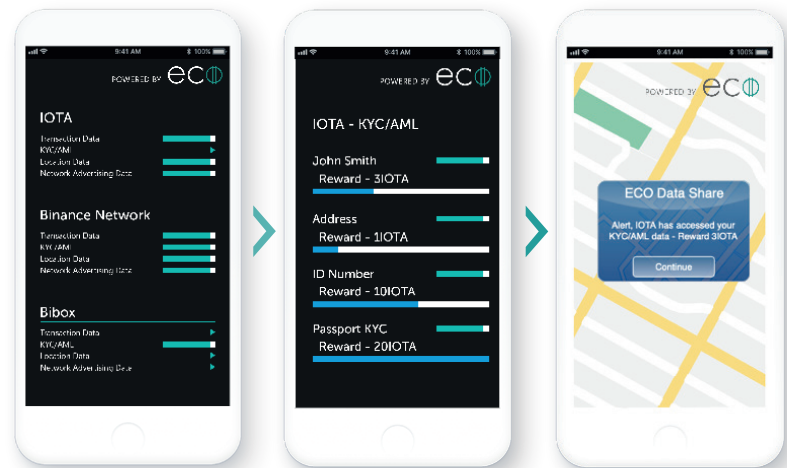 9:41 AM
100%
POWERED BY eco
IOTA
Transaction Data
KYC/AML
Location Data
Network Advertising Data
Binance Network
Transaction Data
KYC/AML
Location Data
Network Advertising Data
Bibox
Transaction Data
KYC/AML
Location Data
Network Advertising Data
9:41 AM
100%
POWERED BY eco
IOTA - KYC/AML
John Smith
Reward - 3IOTA
Address
Reward - 1IOTA
ID Number
Reward - 10IOTA
Passport KYC
Reward - 20IOTA
9:41 AM
100%
POWERED BY eco
ECO Data Share
Alert, IOTA has accessed your
KYC/AML data - Reward 3IOTA
Continue